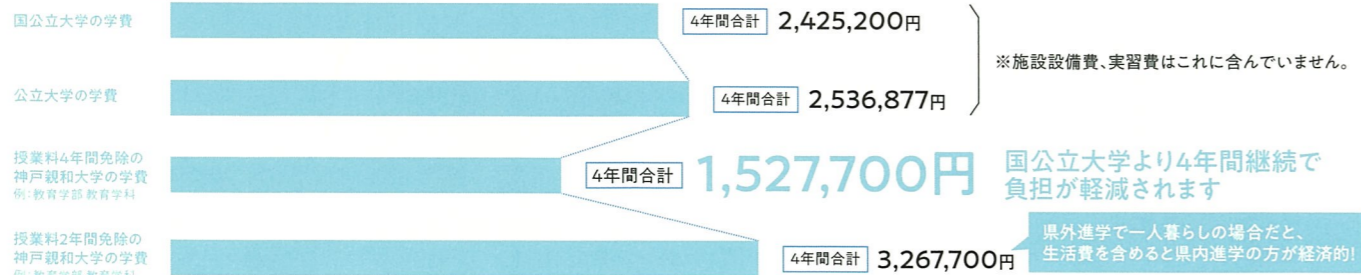 国公立大学の学費
4年間合計 2,425,200円
※施設設備費、実習費はこれに含んでいません。
公立大学の学費
4年間合計 2,536,877円
授業料4年間免除の
神戸親和大学の学費
例:教育学部 教育学科
4年間合計 1,527,700円
国公立大学より4年間継続で
負担が軽減されます
授業料2年間免除の
神戸親和大学の学費
例:教育学部 教育学科
4年間合計 3,267,700円
県外進学で一人暮らしの場合だと、
生活費を含めると県内進学の方が経済的!